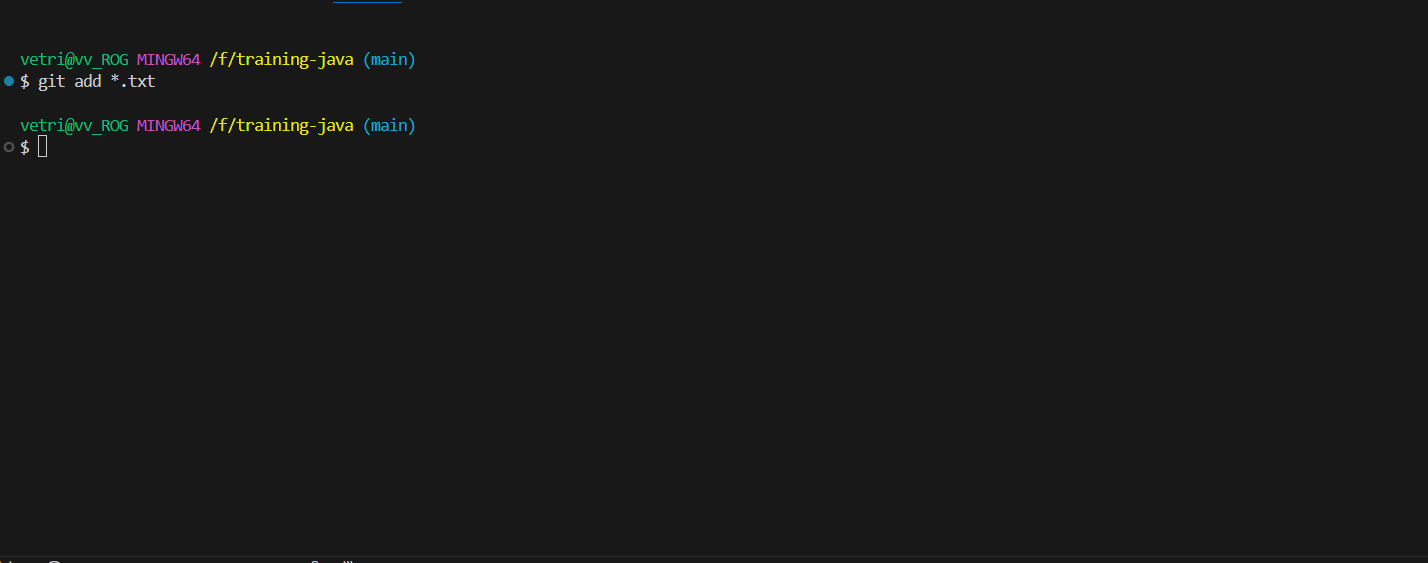 vetri@vv_ROG MINGW64 /f/training-java (main)
$ git add *.txt
vetri@vv_ROG MINGW64 /f/training-java (main)
$